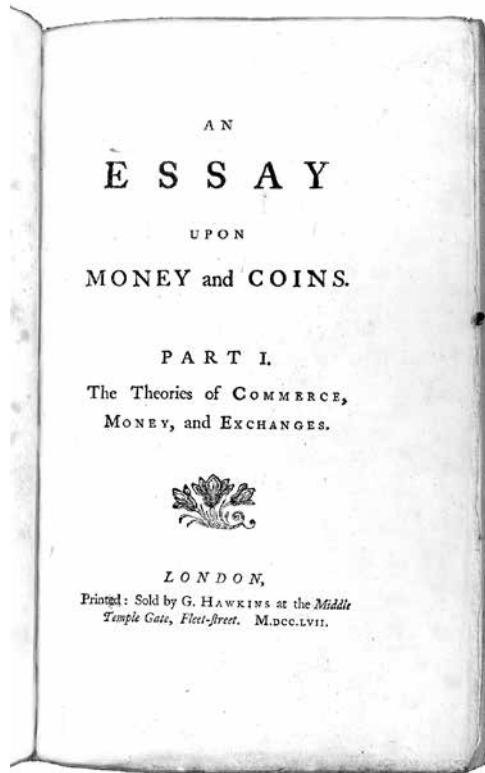 AN
ESSAY
UPON
MONEY and COINS.
PART I.
The Theories of COMMERCE,
MONEY, and EXCHANGES.
LONDON,
Printed: Sold by G. HAWKINS at the Middle
Temple Gate, Fleet-street. M.DCC.LVII.